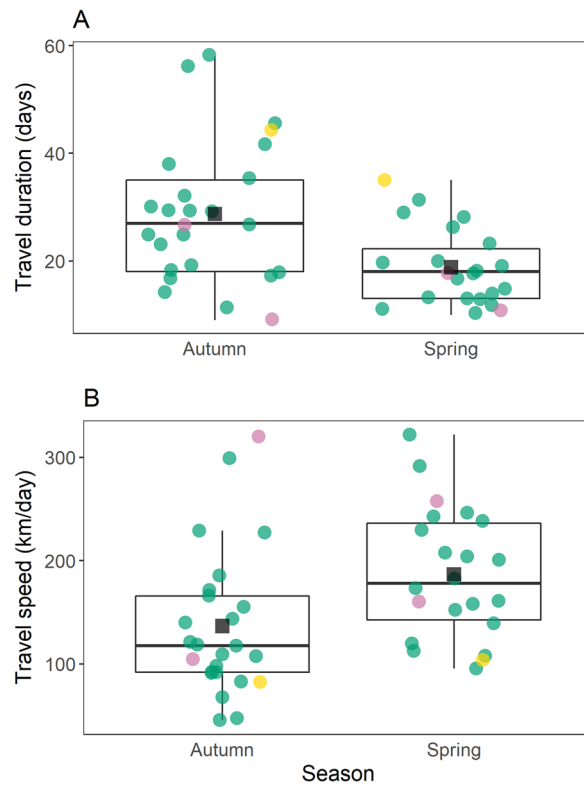 A
Travel duration (days)
60
40
20
Autumn
Spring
B
Travel speed (km/day)
300
200
100
Autumn
Spring
Season